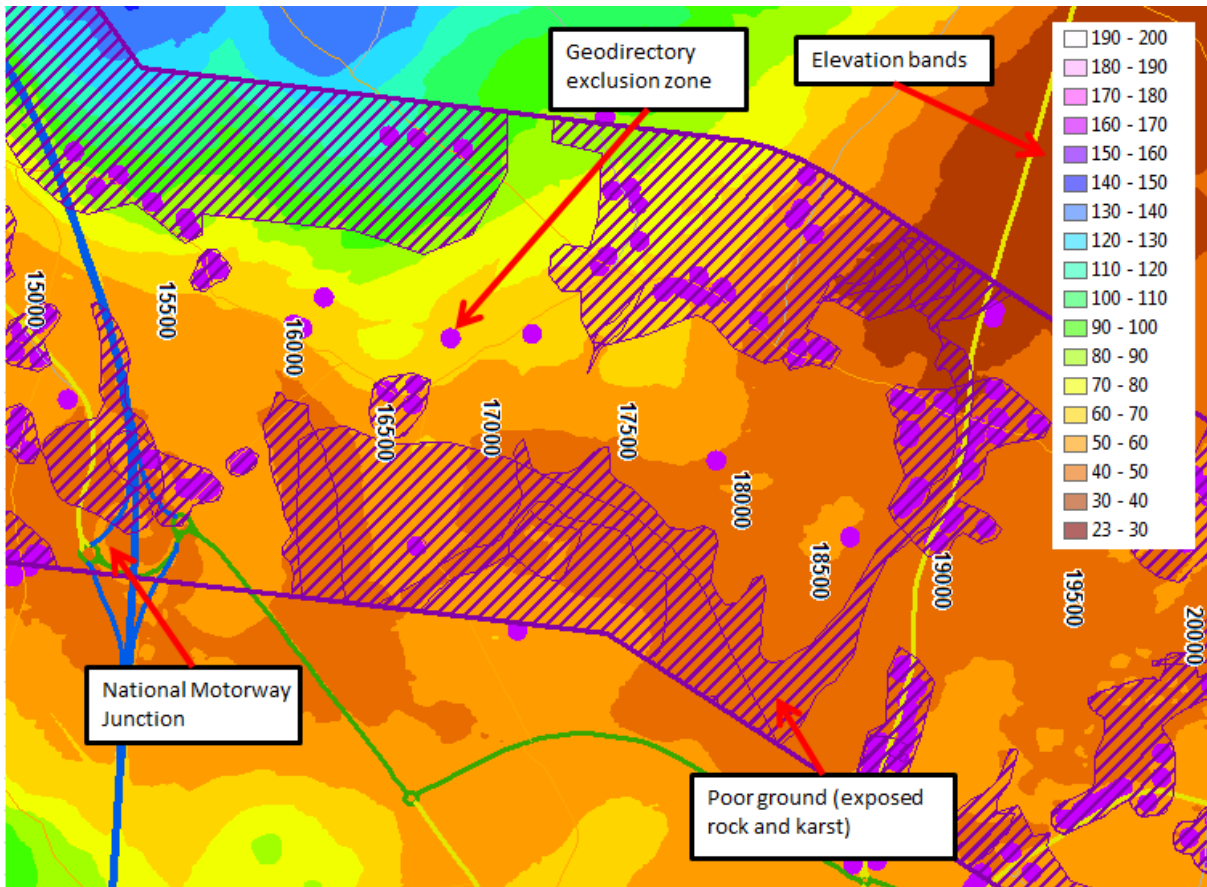 Geodirectory
exclusion zone
Elevation bands
190 - 200
180 - 190
170 - 180
160 - 170
150 - 160
140 - 150
130 - 140
120 - 130
110 - 120
100 - 110
90 - 100
80 - 90
70 - 80
60 - 70
50 - 60
40 - 50
30 - 40
23 - 30
15000
15500
16000
16500
17000
17500
18000
18500
19000
19500
20000
National Motorway
Junction
Poor ground (exposed
rock and karst)